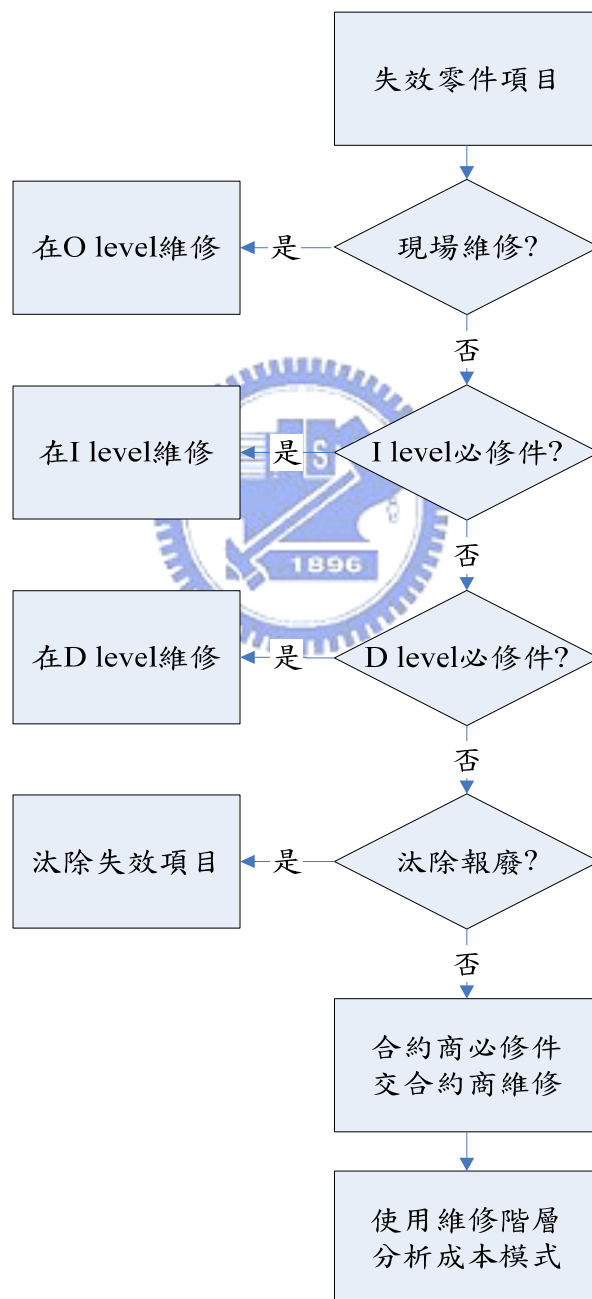 失效零件項目
現場維修?
是
在O level維修
否
I level必修件?
是
在I level維修
S
1896
否
D level必修件?
是
在D level維修
否
汰除報廢?
是
汰除失效項目
否
合約商必修件
交合約商維修
使用維修階層
分析成本模式